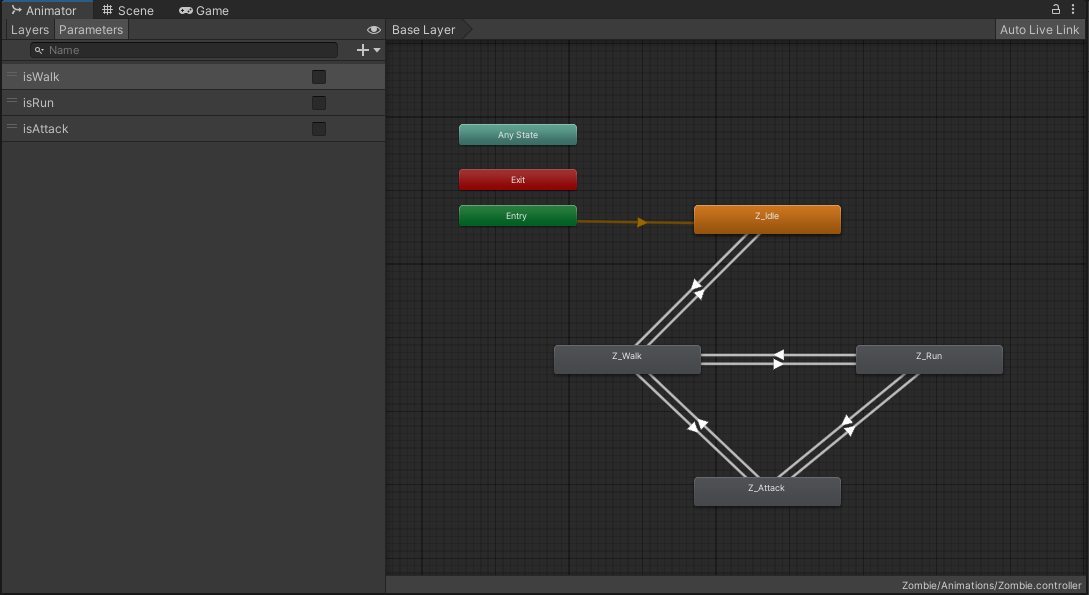 Animator
Scene
Game
Layers
Parameters
Base Layer
Auto Live Link
Name
isWalk
isRun
isAttack
Any State
Exit
Entry
Z_Idle
Z_Walk
Z_Run
Z_Attack
Zombie/Animations/Zombie.controller